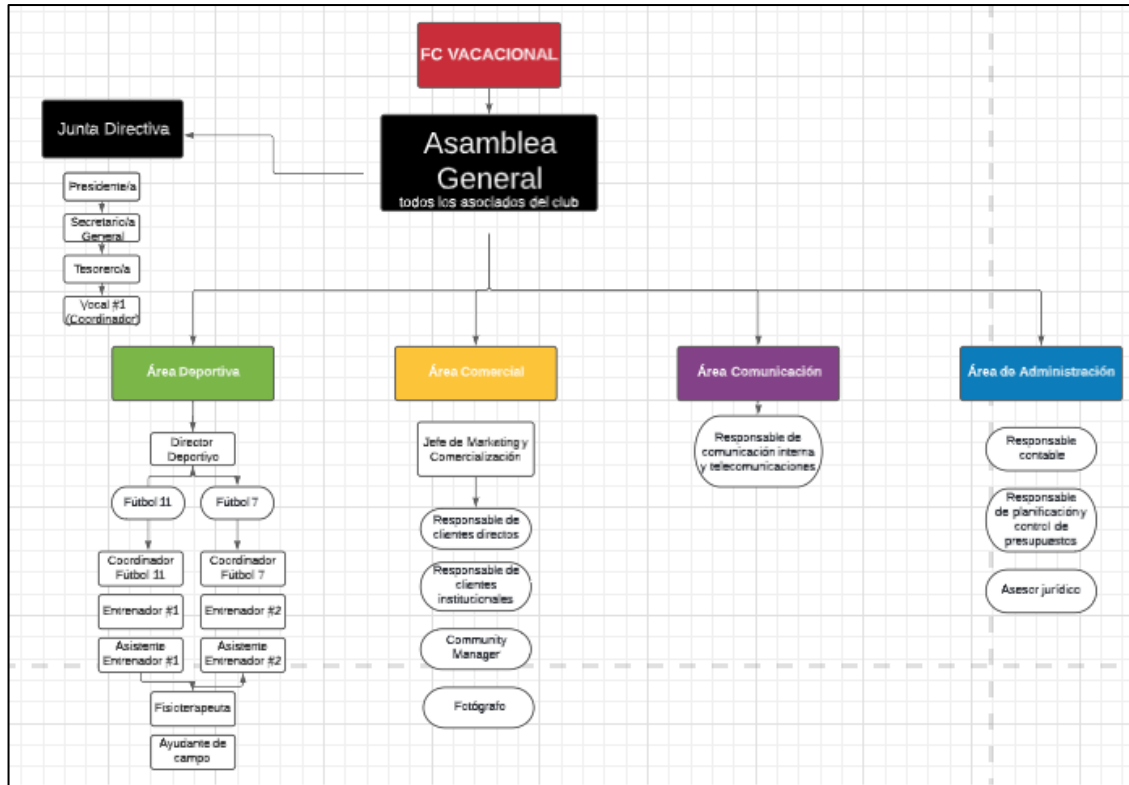 FC VACACIONAL
Junta Directiva
Asamblea
General
todos los asociados del club
Presidente/a
Secretario/a
General
Tesorero/a
Vocal #1
(Coordinador)
Área Deportiva
Área Comercial
Área Comunicación
Área de Administración
Director
Deportivo
Fútbol 11
Fútbol 7
Coordinador
Fútbol 11
Coordinador
Fútbol 7
Entrenador #1
Entrenador #2
Asistente
Entrenador #1
Asistente
Entrenador #2
Fisioterapeuta
Ayudante de
campo
Jefe de Marketing y
Comercialización
Responsable de
clientes directos
Responsable de
clientes
institucionales
Community
Manager
Fotógrafo
Responsable de
comunicación interna
y telecomunicaciones
Responsable
contable
Responsable
de planificación y
control de
presupuestos
Asesor jurídico